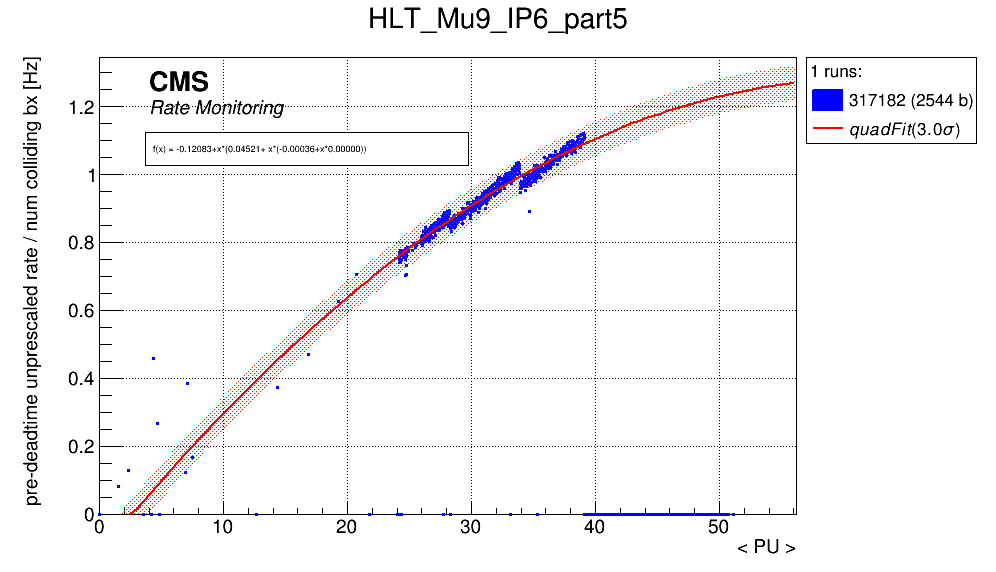 HLT_Mu9_IP6_part5
pre-deadtime unprescaled rate / num colliding bx [Hz]
CMS
Rate Monitoring
f(x) = -0.12083+x*(0.04521+ x*(-0.00036+x*0.00000))
1 runs:
317182 (2544 b)
quadFit(3.0σ)
1.2
1
0.8
0.6
0.4
0.2
0
0 10 20 30 40 50
< PU >